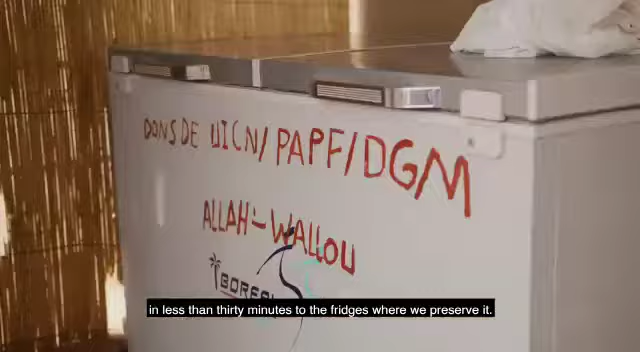 DONS DE UICN/PAPF/DGM
ALLAH-WALLOU
in less than thirty minutes to the fridges where we preserve it.